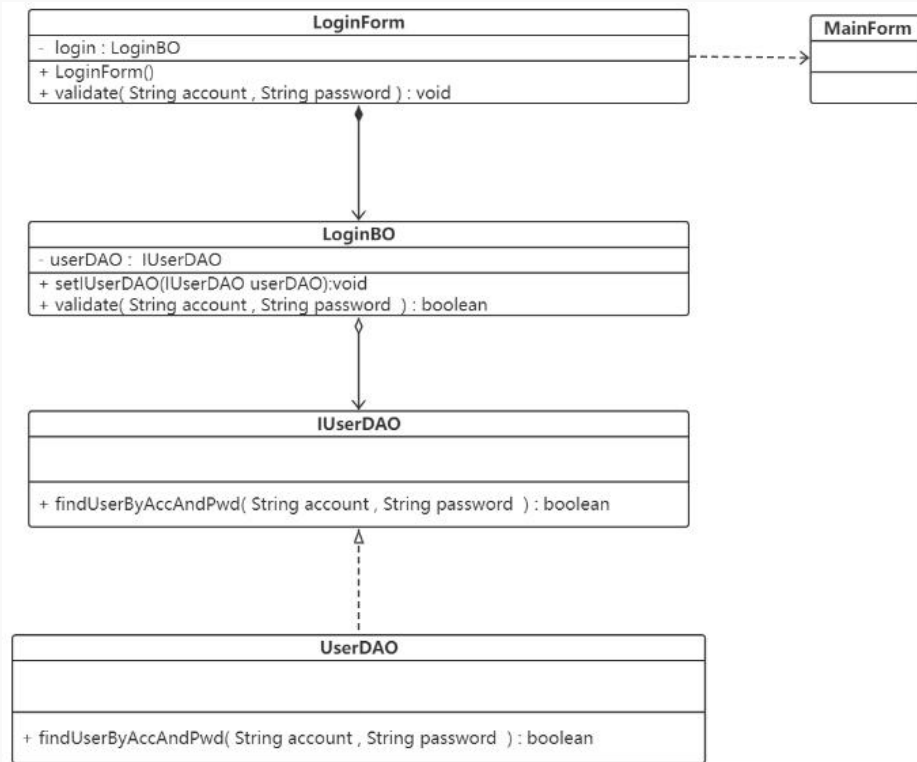 LoginForm
- login : LoginBO
+ LoginForm()
+ validate( String account , String password ) : void
MainForm
LoginBO
- userDAO : IUserDAO
+ setIUserDAO(IUserDAO userDAO):void
+ validate( String account , String password ) : boolean
IUserDAO
+ findUserByAccAndPwd( String account , String password ) : boolean
UserDAO
+ findUserByAccAndPwd( String account , String password ) : boolean